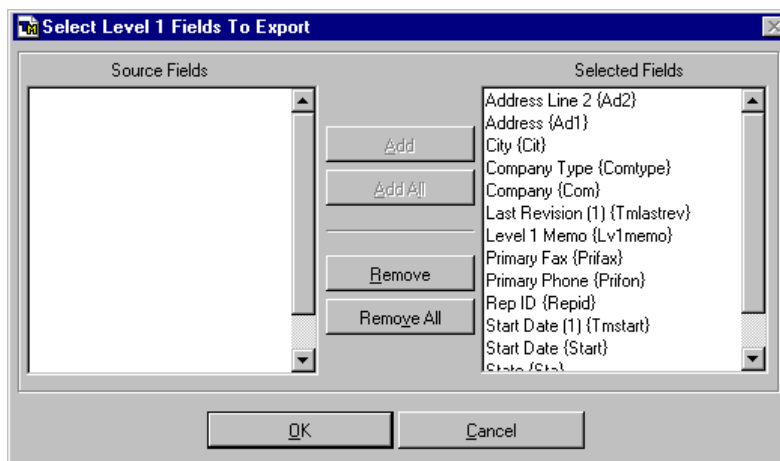 Select Level 1 Fields To Export
Source Fields
Selected Fields
Add
Add All
Remove
Remove All
Address Line 2 {Ad2}
Address {Ad1}
City {Cit}
Company Type {Comtype}
Company {Com}
Last Revision (1) {Tmlastrev}
Level 1 Memo {Lv1memo}
Primary Fax {Prifax}
Primary Phone {Prifon}
Rep ID {Repid}
Start Date (1) {Tmstart}
Start Date {Start}
State {Sta}
OK
Cancel